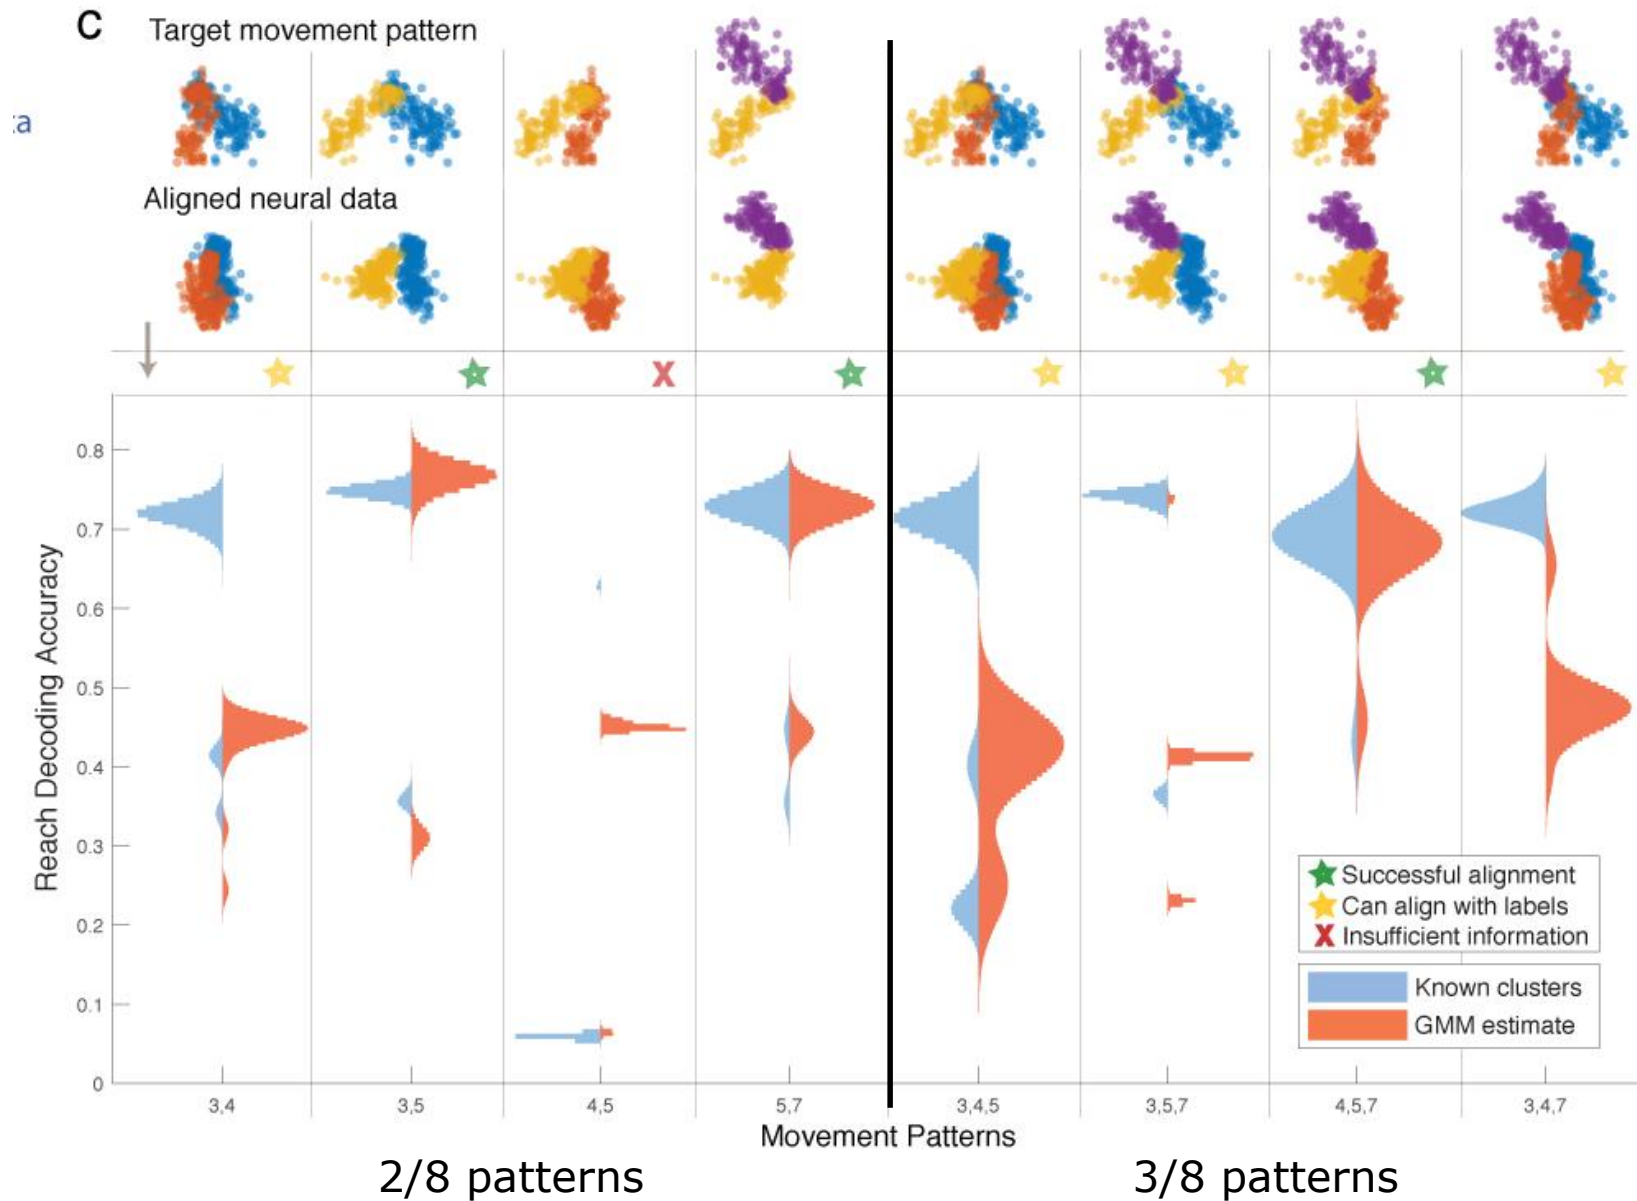 C
Target movement pattern
Aligned neural data
X
0.8
0.7
0.6
0.5
0.4
0.3
0.2
0.1
0
Reach Decoding Accuracy
Successful alignment
Can align with labels
X Insufficient information
Known clusters
GMM estimate
3,4 3,5 4,5 5,7 3,4,5 3,5,7 4,5,7 3,4,7
Movement Patterns
2/8 patterns 3/8 patterns